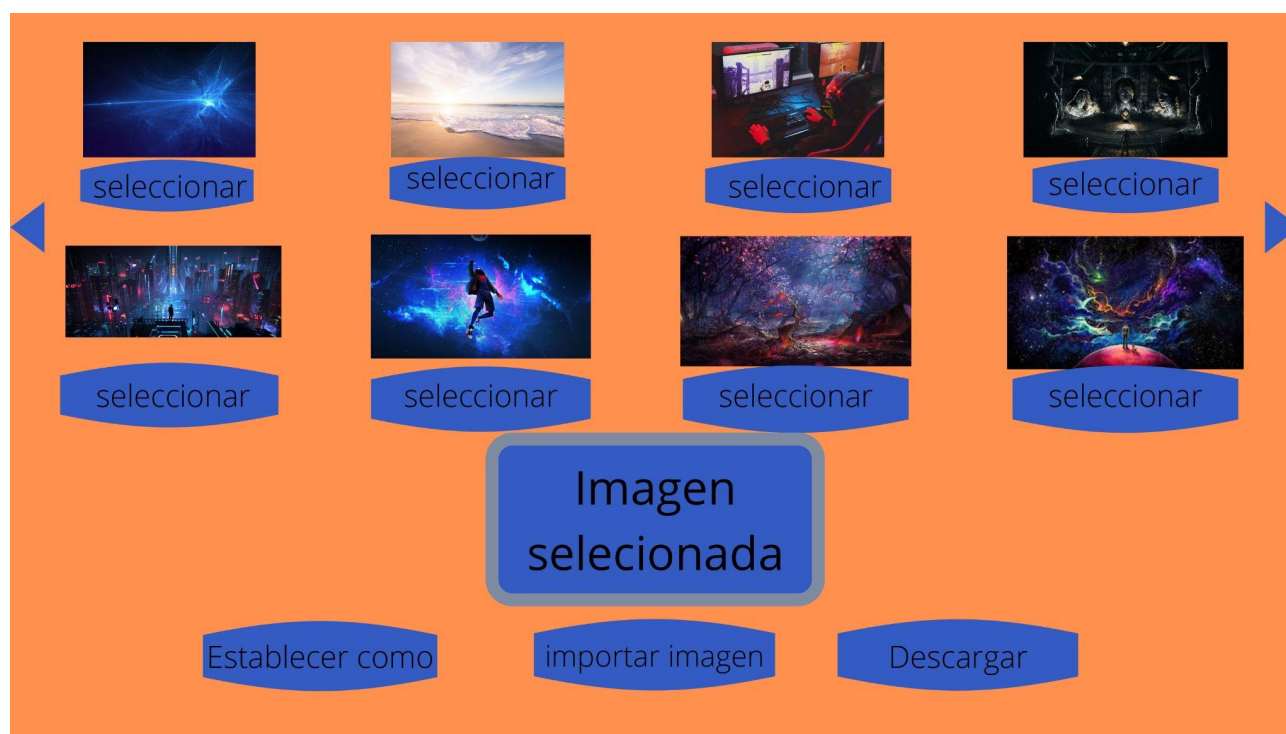 seleccionar
seleccionar
seleccionar
seleccionar
seleccionar
seleccionar
seleccionar
seleccionar
Imagen
selecionada
Establecer como
importar imagen
Descargar